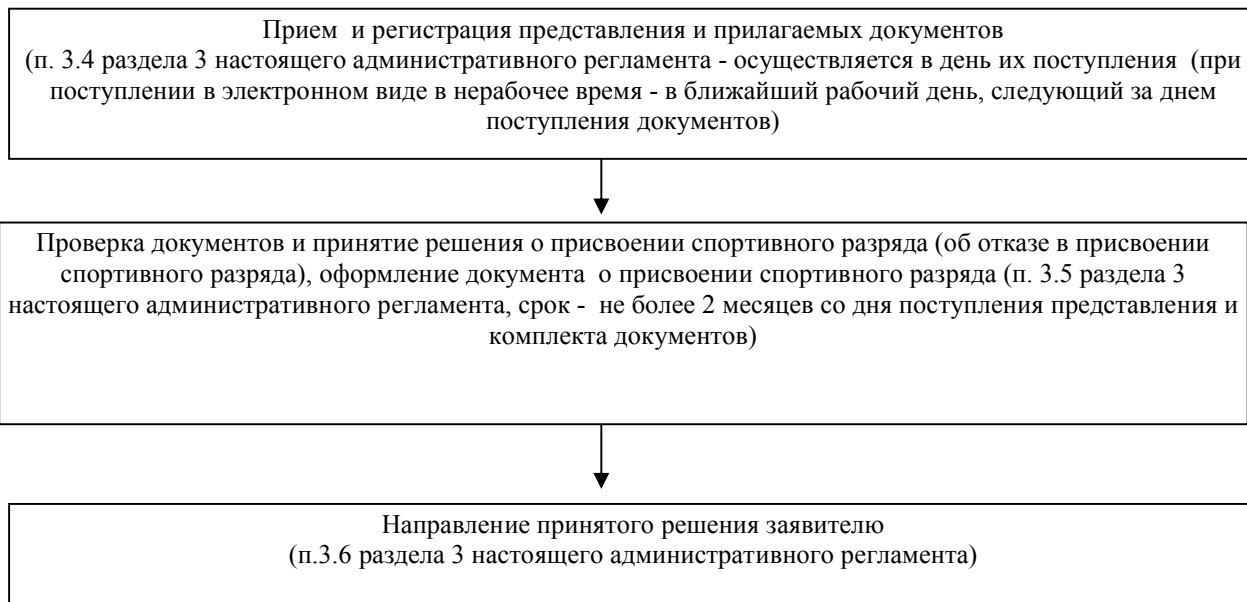 Прием и регистрация представления и прилагаемых документов
(п. 3.4 раздела 3 настоящего административного регламента - осуществляется в день их поступления (при
поступлении в электронном виде в нерабочее время - в ближайший рабочий день, следующий за днем
поступления документов)
Проверка документов и принятие решения о присвоении спортивного разряда (об отказе в присвоении
спортивного разряда), оформление документа о присвоении спортивного разряда (п. 3.5 раздела 3
настоящего административного регламента, срок - не более 2 месяцев со дня поступления представления и
комплекта документов)
Направление принятого решения заявителю
(п.3.6 раздела 3 настоящего административного регламента)